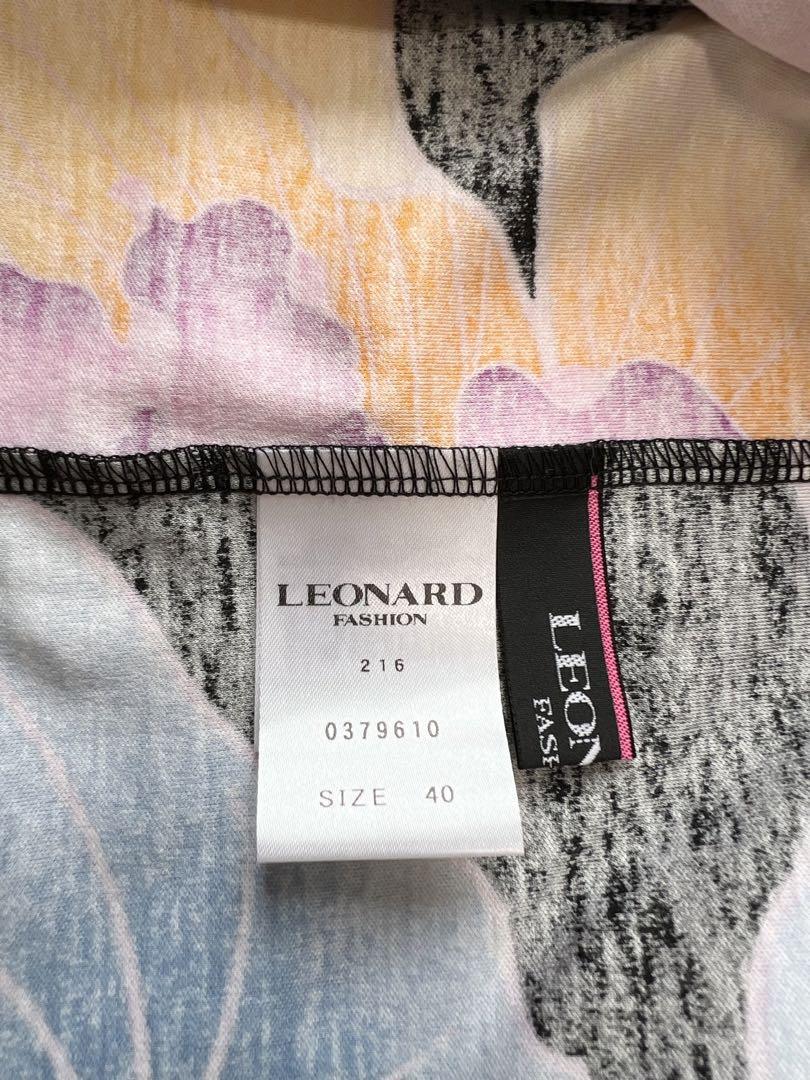 LEONARD
FASHION
216
0379610
SIZE 40
LEON
FASH